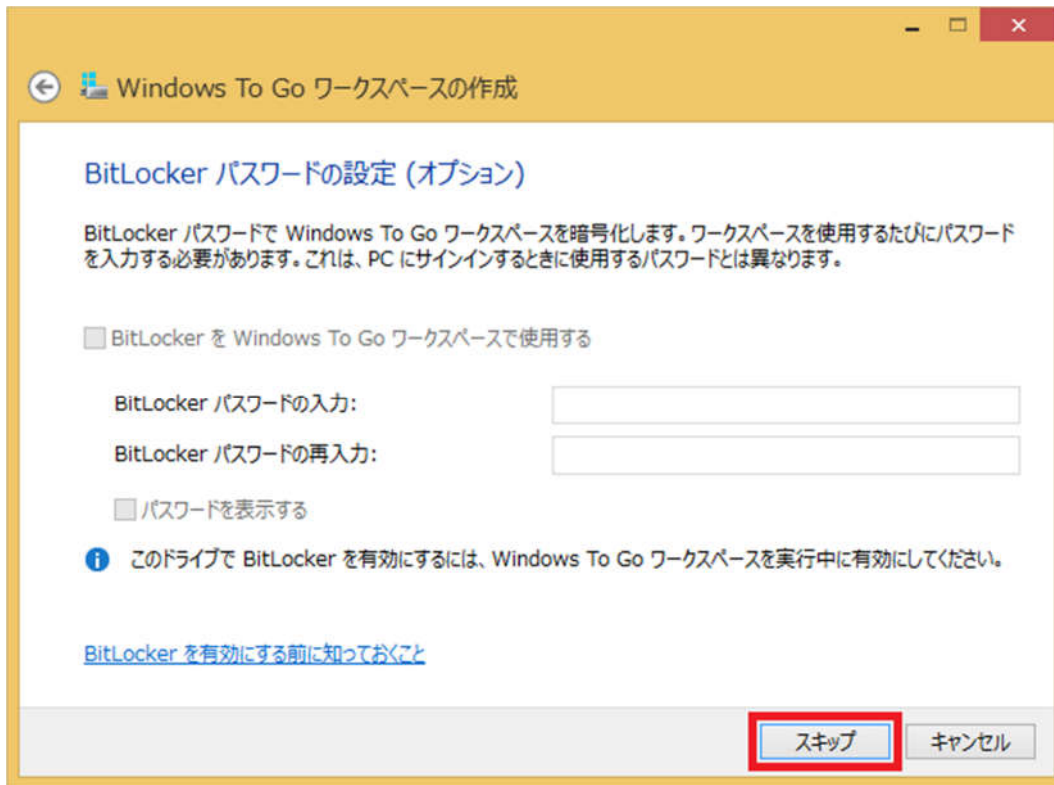 Windows To Go ワークスペースの作成
BitLocker パスワードの設定 (オプション)
BitLocker パスワードで Windows To Go ワークスペースを暗号化します。ワークスペースを使用するたびにパスワード
を入力する必要があります。これは、PC にサインインするときに使用するパスワードとは異なります。
BitLocker を Windows To Go ワークスペースで使用する
BitLocker パスワードの入力:
BitLocker パスワードの再入力:
パスワードを表示する
このドライブで BitLocker を有効にするには、Windows To Go ワークスペースを実行中に有効にしてください。
BitLocker を有効にする前に知っておくこと
スキップ キャンセル